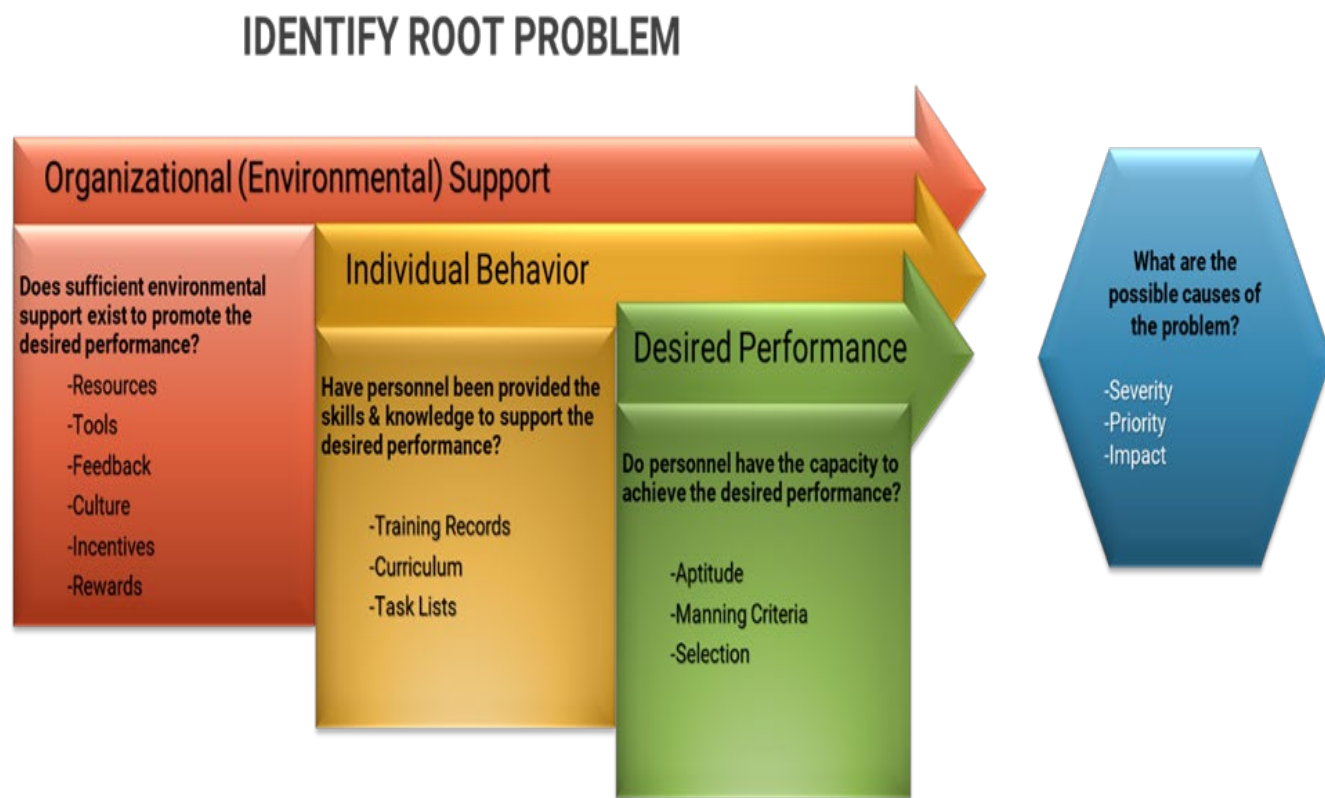 IDENTIFY ROOT PROBLEM
Organizational (Environmental) Support
Does sufficient environmental
support exist to promote the
desired performance?
-Resources
-Tools
-Feedback
-Culture
-Incentives
-Rewards
Individual Behavior
Have personnel been provided the
skills & knowledge to support the
desired performance?
-Training Records
-Curriculum
-Task Lists
Desired Performance
Do personnel have the capacity to
achieve the desired performance?
-Aptitude
-Manning Criteria
-Selection
What are the
possible causes of
the problem?
-Severity
-Priority
-Impact